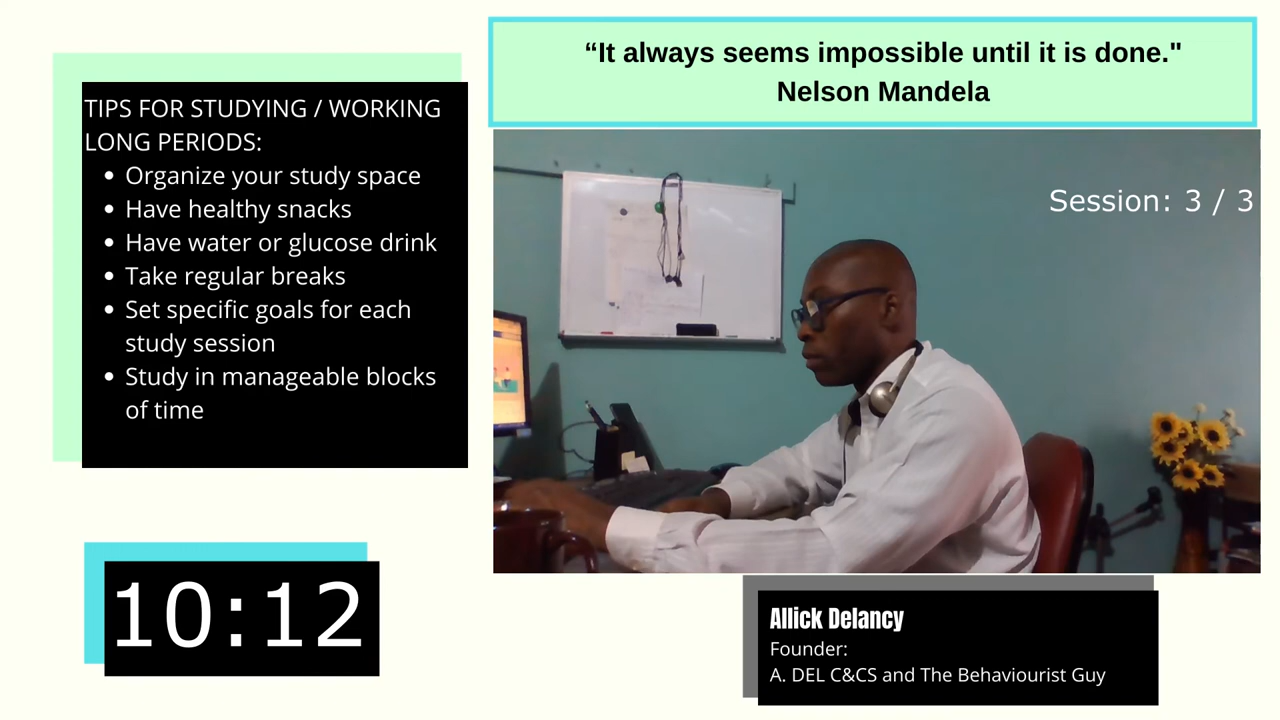 “It always seems impossible until it is done."
Nelson Mandela
TIPS FOR STUDYING / WORKING
LONG PERIODS:
• Organize your study space
• Have healthy snacks
• Have water or glucose drink
• Take regular breaks
• Set specific goals for each
study session
• Study in manageable blocks
of time
Session: 3 / 3
10:12
Allick Delancy
Founder:
A. DEL C&CS and The Behaviourist Guy